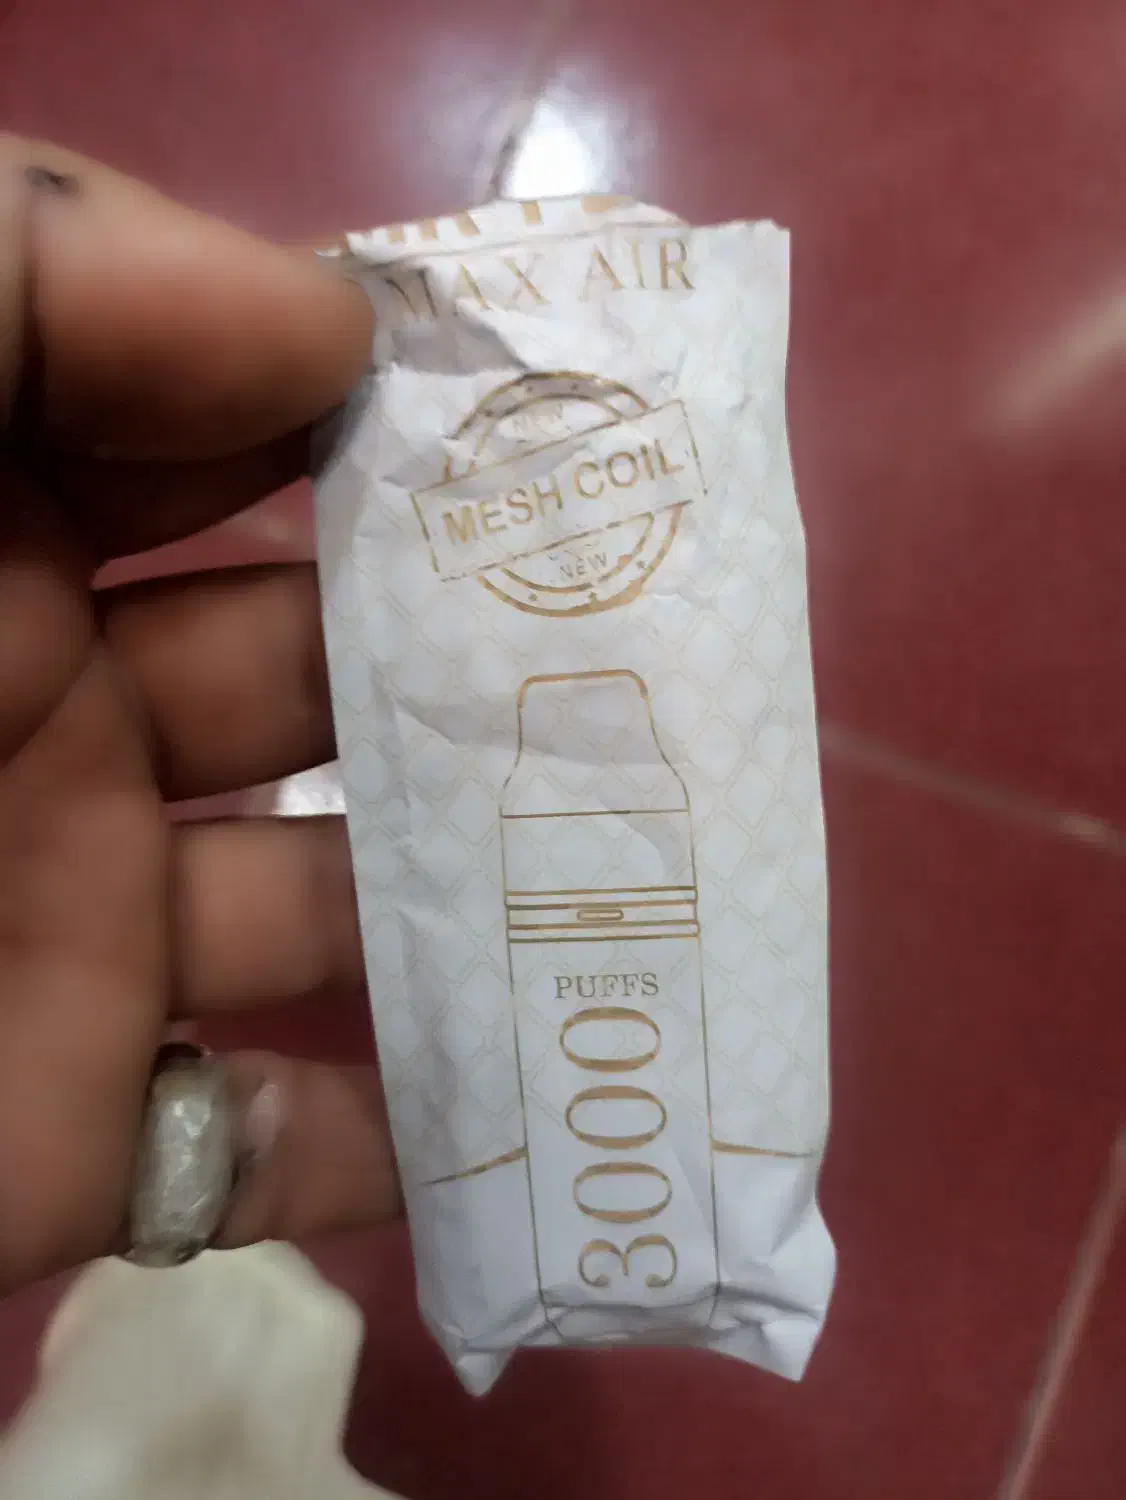 MAX AIR
NEW
MESH COIL
NEW
PUFFS
3000